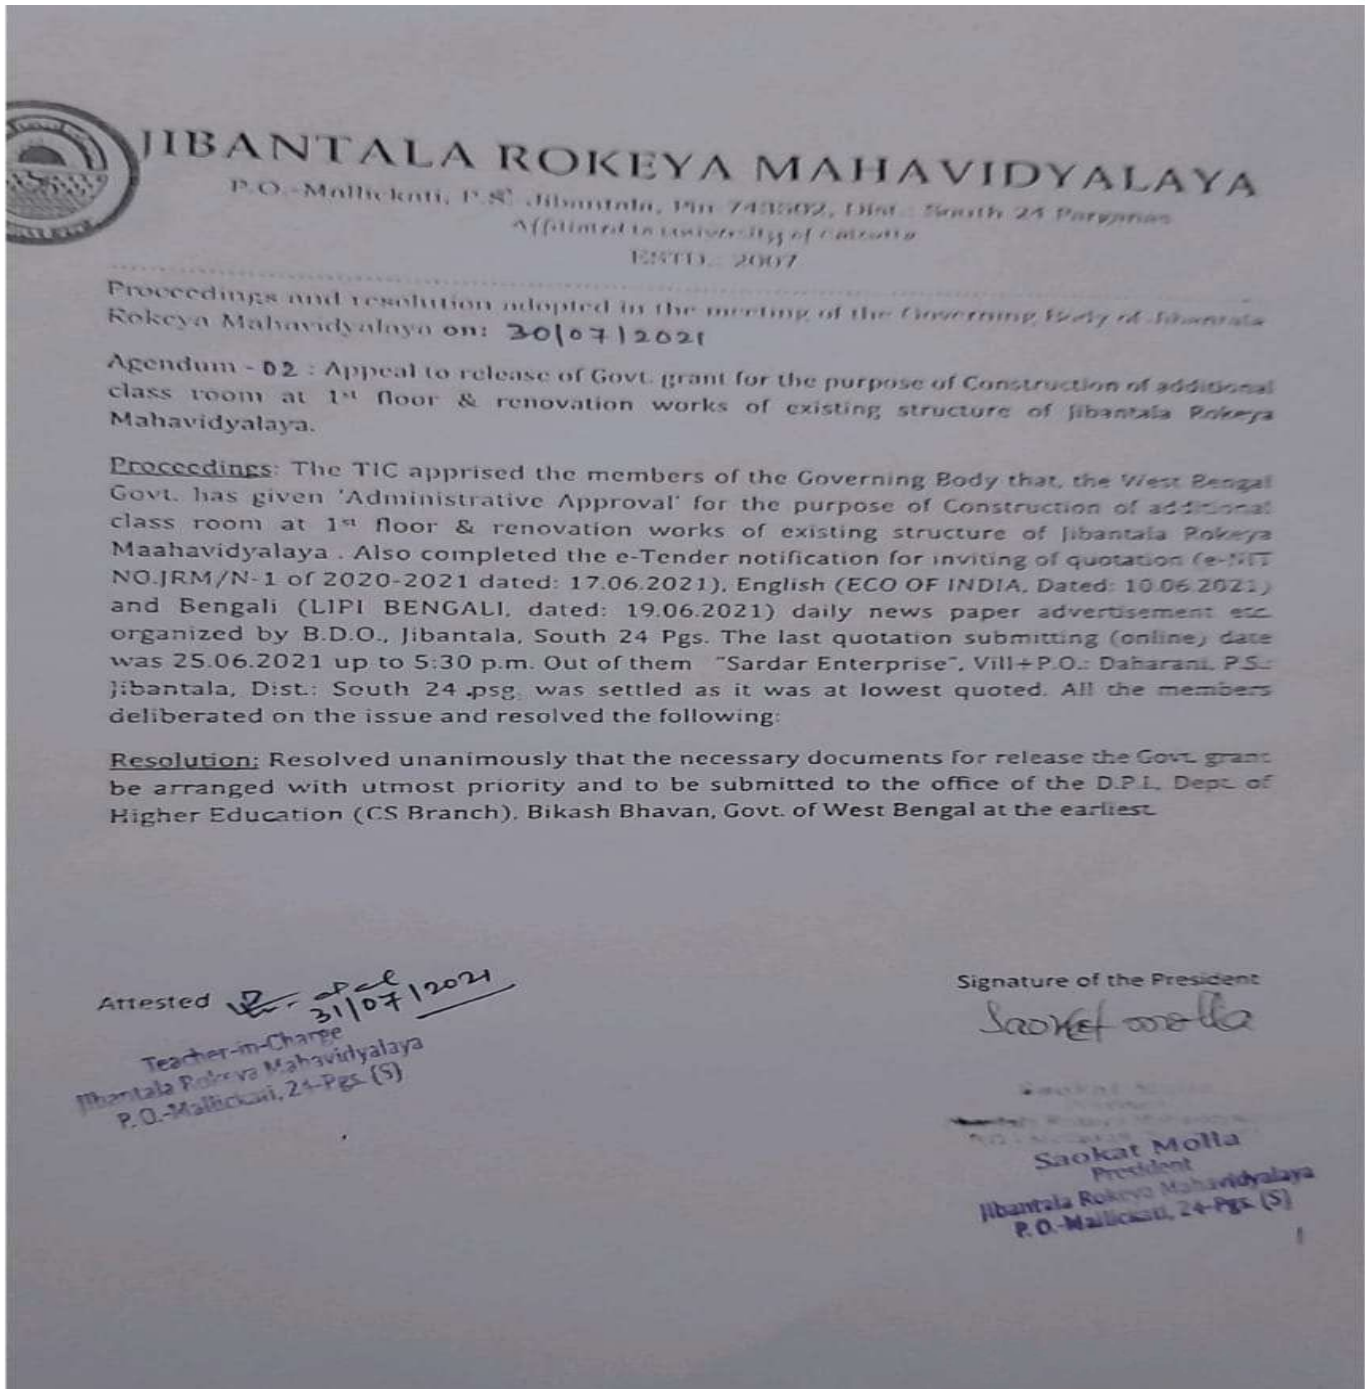 JIBANTALA ROKEYA MAHAVIDYALAYA
P.O.-Mallickati, P.S. Jibantala, Pin 743502, Dist.: South 24 Parganas
Affiliated to university of Calcutta
ESTD.: 2007
Proceedings and resolution adopted in the meeting of the Governing Body of Jibantala
Rokeya Mahavidyalaya on: 30/07/2021
Agendum - 02 : Appeal to release of Govt. grant for the purpose of Construction of additional
class room at 1st floor & renovation works of existing structure of Jibantala Rokeya
Mahavidyalaya.
Proceedings: The TIC apprised the members of the Governing Body that, the West Bengal
Govt. has given 'Administrative Approval' for the purpose of Construction of additional
class room at 1st floor & renovation works of existing structure of Jibantala Rokeya
Maahavidyalaya . Also completed the e-Tender notification for inviting of quotation (e-NIT
NO.JRM/N-1 of 2020-2021 dated: 17.06.2021), English (ECO OF INDIA, Dated: 10.06.2021)
and Bengali (LIPI BENGALI, dated: 19.06.2021) daily news paper advertisement etc.
organized by B.D.O., Jibantala, South 24 Pgs. The last quotation submitting (online) date
was 25.06.2021 up to 5:30 p.m. Out of them "Sardar Enterprise", Vill+P.O.: Daharani, P.S.:
Jibantala, Dist.: South 24 psg. was settled as it was at lowest quoted. All the members
deliberated on the issue and resolved the following:
Resolution: Resolved unanimously that the necessary documents for release the Govt. grant
be arranged with utmost priority and to be submitted to the office of the D.P.I., Dept. of
Higher Education (CS Branch), Bikash Bhavan, Govt. of West Bengal at the earliest.
Attested
31/07/2021
Teacher-in-Charge
Jibantala Rokeya Mahavidyalaya
P.O.-Mallickati, 24-Pgs. (S)
Signature of the President
Saokat Molla
Saokat Molla
President
Jibantala Rokeya Mahavidyalaya
P.O.-Mallickati, 24-Pgs. (S)